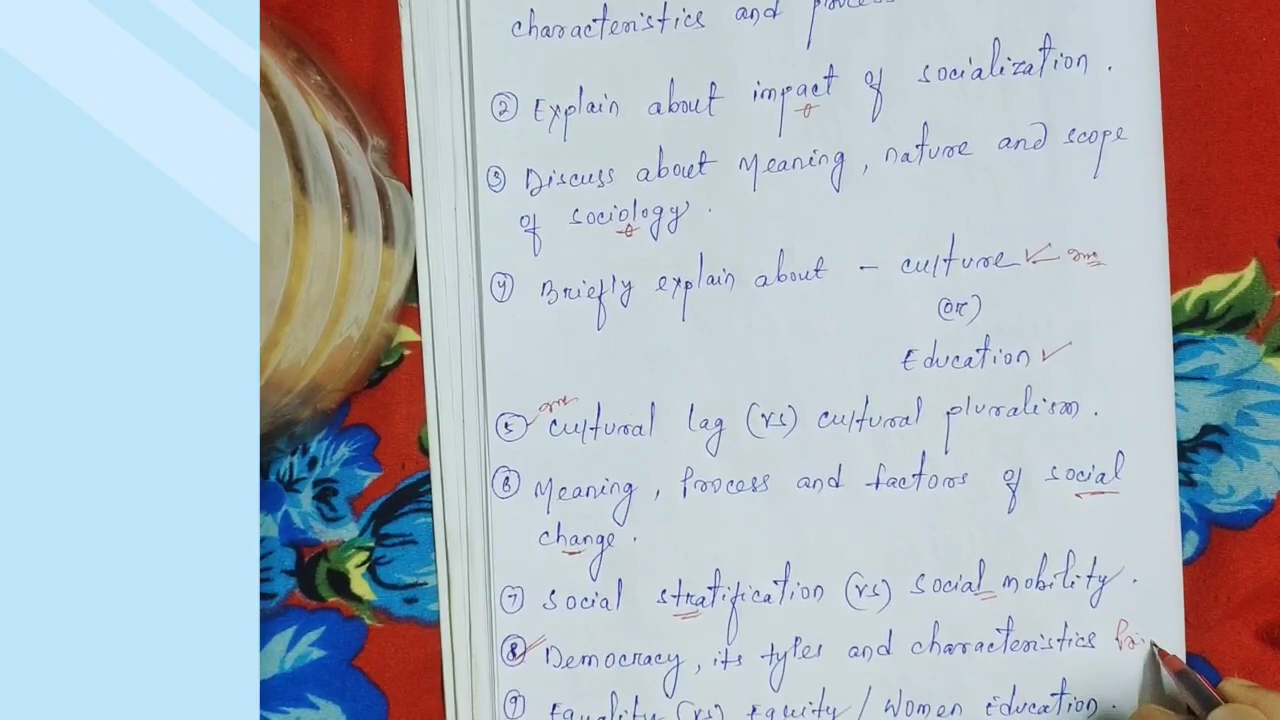 characteristics and process
② Explain about impact of socialization.
③ Discuss about Meaning, nature and scope
of sociology.
④ Briefly explain about – culture
(or)
Education
⑤ cultural lag (vs) cultural pluralism.
⑥ Meaning, Process and factors of social
change.
⑦ Social stratification (vs) social mobility.
⑧ Democracy, its types and characteristics
⑨ Equality (vs) Equity / Women Education.